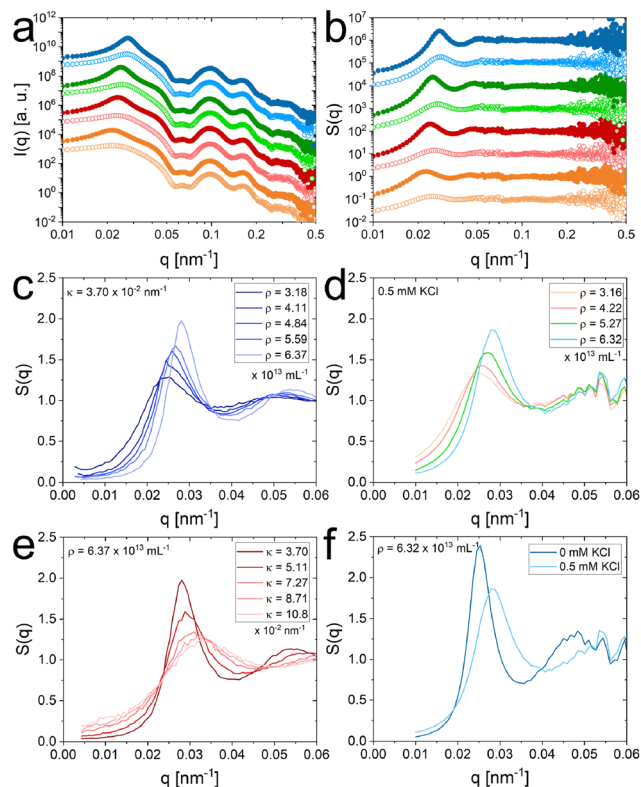 a
I(q) [a. u.]
10^12
10^10
10^8
10^6
10^4
10^2
10^0
10^-2
0.01
0.1
0.5
q [nm^-1]
b
S(q)
10^7
10^6
10^5
10^4
10^3
10^2
10^1
10^0
10^-1
10^-2
0.01
0.1
0.2
0.5
q [nm^-1]
c
κ = 3.70 x 10^-2 nm^-1
ρ = 3.18
ρ = 4.11
ρ = 4.84
ρ = 5.59
ρ = 6.37
x 10^13 mL^-1
S(q)
2.5
2.0
1.5
1.0
0.5
0.0
0.00 0.01 0.02 0.03 0.04 0.05 0.06
q [nm^-1]
d
0.5 mM KCl
ρ = 3.16
ρ = 4.22
ρ = 5.27
ρ = 6.32
x 10^13 mL^-1
S(q)
2.5
2.0
1.5
1.0
0.5
0.0
0.00 0.01 0.02 0.03 0.04 0.05 0.06
q [nm^-1]
e
ρ = 6.37 x 10^13 mL^-1
κ = 3.70
κ = 5.11
κ = 7.27
κ = 8.71
κ = 10.8
x 10^-2 nm^-1
S(q)
2.5
2.0
1.5
1.0
0.5
0.0
0.00 0.01 0.02 0.03 0.04 0.05 0.06
q [nm^-1]
f
ρ = 6.32 x 10^13 mL^-1
0 mM KCl
0.5 mM KCl
S(q)
2.5
2.0
1.5
1.0
0.5
0.0
0.00 0.01 0.02 0.03 0.04 0.05 0.06
q [nm^-1]